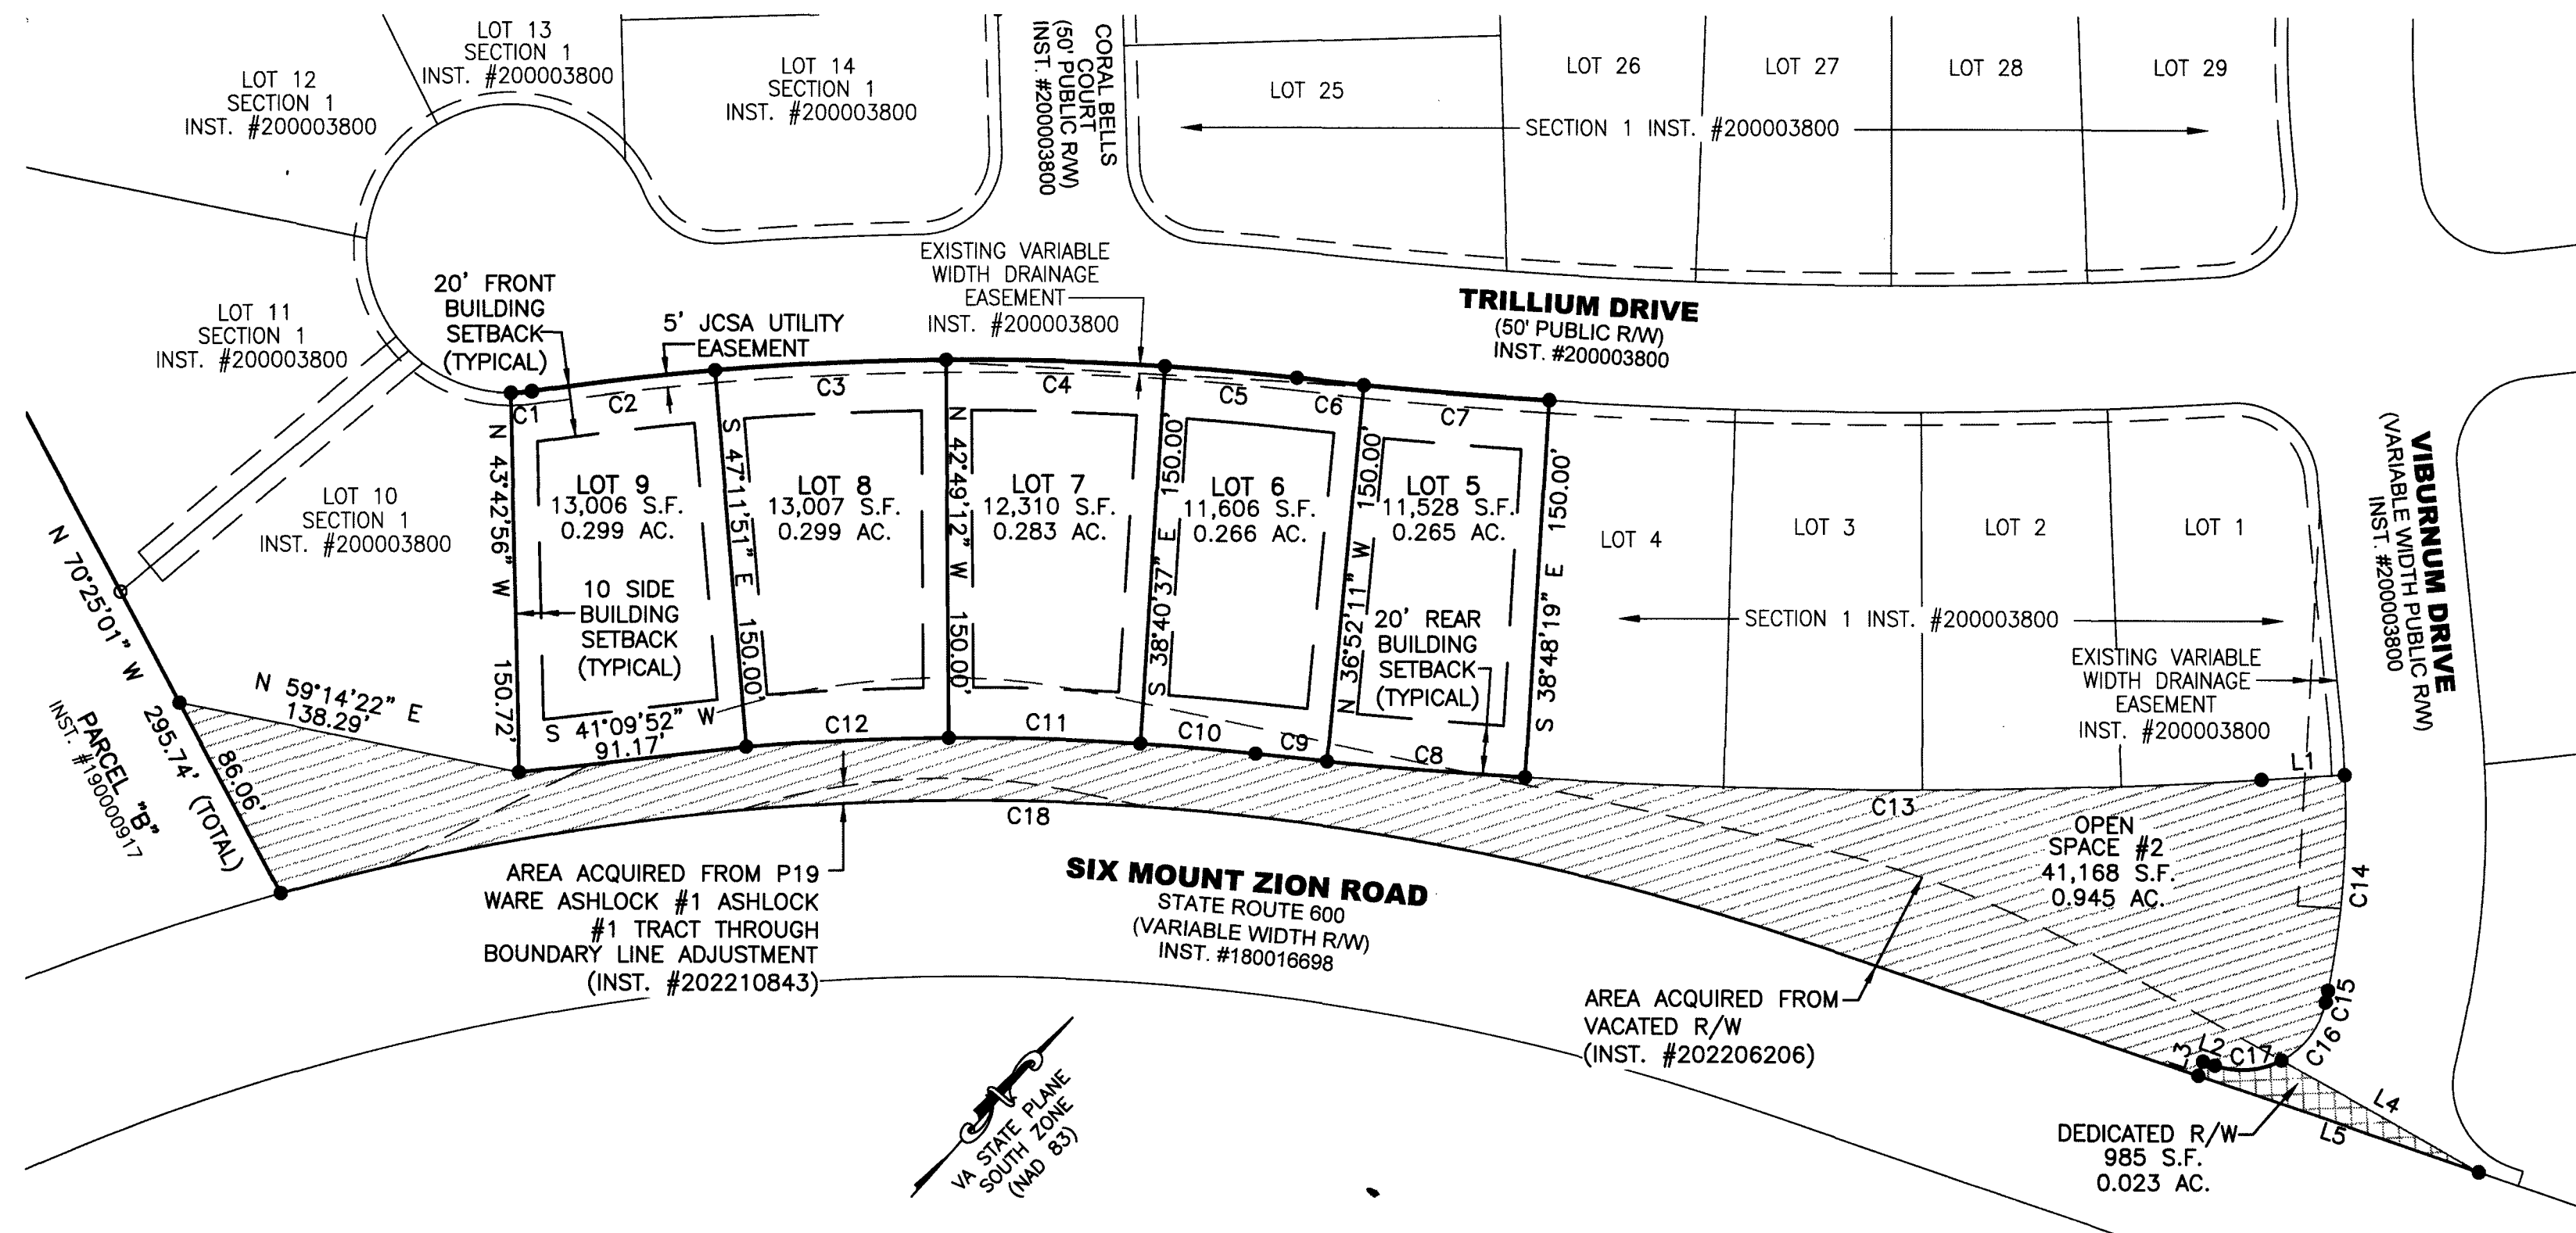 LOT 12
SECTION 1
INST. #200003800
LOT 13
SECTION 1
INST. #200003800
LOT 14
SECTION 1
INST. #200003800
CORAL BELLS
COURT
(50' PUBLIC R/W)
INST. #200003800
LOT 25
LOT 26
LOT 27
LOT 28
LOT 29
SECTION 1 INST. #200003800
LOT 11
SECTION 1
INST. #200003800
20' FRONT
BUILDING
SETBACK
(TYPICAL)
5' JCSA UTILITY
EASEMENT
EXISTING VARIABLE
WIDTH DRAINAGE
EASEMENT
INST. #200003800
TRILLIUM DRIVE
(50' PUBLIC R/W)
INST. #200003800
C1
C2
C3
C4
C5
C6
C7
LOT 10
SECTION 1
INST. #200003800
N 43°42'56" W
150.72'
LOT 9
13,006 S.F.
0.299 AC.
10 SIDE
BUILDING
SETBACK
(TYPICAL)
S 47°11'51" E
150.00'
LOT 8
13,007 S.F.
0.299 AC.
N 42°49'12" W
150.00'
LOT 7
12,310 S.F.
0.283 AC.
S 38°40'37" E 150.00'
LOT 6
11,606 S.F.
0.266 AC.
N 36°52'11" W 150.00'
LOT 5
11,528 S.F.
0.265 AC.
20' REAR
BUILDING
SETBACK
(TYPICAL)
S 38°48'19" E 150.00'
LOT 4
LOT 3
LOT 2
LOT 1
SECTION 1 INST. #200003800
EXISTING VARIABLE
WIDTH DRAINAGE
EASEMENT
INST. #200003800
VIBURNUM DRIVE
(VARIABLE WIDTH PUBLIC R/W)
INST. #200003800
N 70°25'01" W 295.74' (TOTAL)
86.06'
PARCEL "B"
INST. #190000917
N 59°14'22" E
138.29'
S 41°09'52" W
91.17'
C12
C11
C10
C9
C8
L1
C13
C18
OPEN
SPACE #2
41,168 S.F.
0.945 AC.
C14
C15
C16
C17
L2
L3
L4
L5
AREA ACQUIRED FROM P19
WARE ASHLOCK #1 ASHLOCK
#1 TRACT THROUGH
BOUNDARY LINE ADJUSTMENT
(INST. #202210843)
SIX MOUNT ZION ROAD
STATE ROUTE 600
(VARIABLE WIDTH R/W)
INST. #180016698
AREA ACQUIRED FROM
VACATED R/W
(INST. #202206206)
DEDICATED R/W
985 S.F.
0.023 AC.
VA STATE PLANE
SOUTH ZONE
(NAD 83)